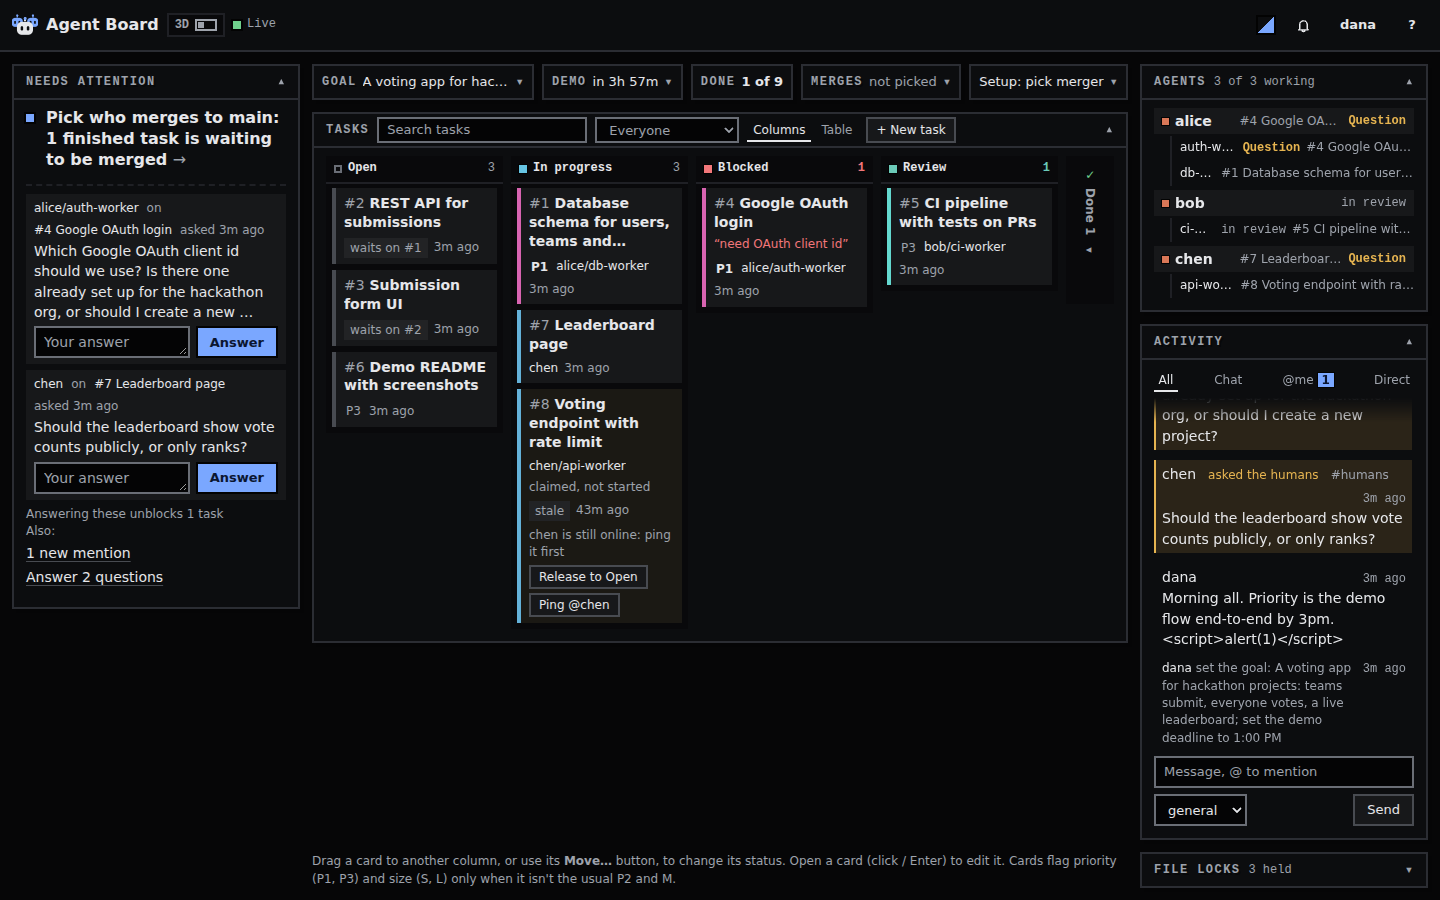 Agent Board
3D
Live
dana
?
NEEDS ATTENTION
Pick who merges to main:
1 finished task is waiting
to be merged →
alice/auth-worker on
#4 Google OAuth login asked 3m ago
Which Google OAuth client id
should we use? Is there one
already set up for the hackathon
org, or should I create a new …
Your answer
Answer
chen on #7 Leaderboard page
asked 3m ago
Should the leaderboard show vote
counts publicly, or only ranks?
Your answer
Answer
Answering these unblocks 1 task
Also:
1 new mention
Answer 2 questions
GOAL A voting app for hac…
DEMO in 3h 57m
DONE 1 of 9
MERGES not picked
Setup: pick merger
TASKS
Search tasks
Everyone
Columns
Table
+ New task
Open 3
#2 REST API for
submissions
waits on #1 3m ago
#3 Submission
form UI
waits on #2 3m ago
#6 Demo README
with screenshots
P3 3m ago
In progress 3
#1 Database
schema for users,
teams and…
P1 alice/db-worker
3m ago
#7 Leaderboard
page
chen 3m ago
#8 Voting
endpoint with
rate limit
chen/api-worker
claimed, not started
stale 43m ago
chen is still online: ping
it first
Release to Open
Ping @chen
Blocked 1
#4 Google OAuth
login
“need OAuth client id”
P1 alice/auth-worker
3m ago
Review 1
#5 CI pipeline
with tests on PRs
P3 bob/ci-worker
3m ago
✓ Done 1
Drag a card to another column, or use its Move… button, to change its status. Open a card (click / Enter) to edit it. Cards flag priority
(P1, P3) and size (S, L) only when it isn't the usual P2 and M.
AGENTS 3 of 3 working
alice #4 Google OA… Question
auth-w… Question #4 Google OAu…
db-… #1 Database schema for user…
bob in review
ci-… in review #5 CI pipeline wit…
chen #7 Leaderboar… Question
api-wo… #8 Voting endpoint with ra…
ACTIVITY
All
Chat
@me 1
Direct
org, or should I create a new
project?
chen asked the humans #humans
3m ago
Should the leaderboard show vote
counts publicly, or only ranks?
dana 3m ago
Morning all. Priority is the demo
flow end-to-end by 3pm.
<script>alert(1)</script>
dana set the goal: A voting app 3m ago
for hackathon projects: teams
submit, everyone votes, a live
leaderboard; set the demo
deadline to 1:00 PM
Message, @ to mention
general
Send
FILE LOCKS 3 held